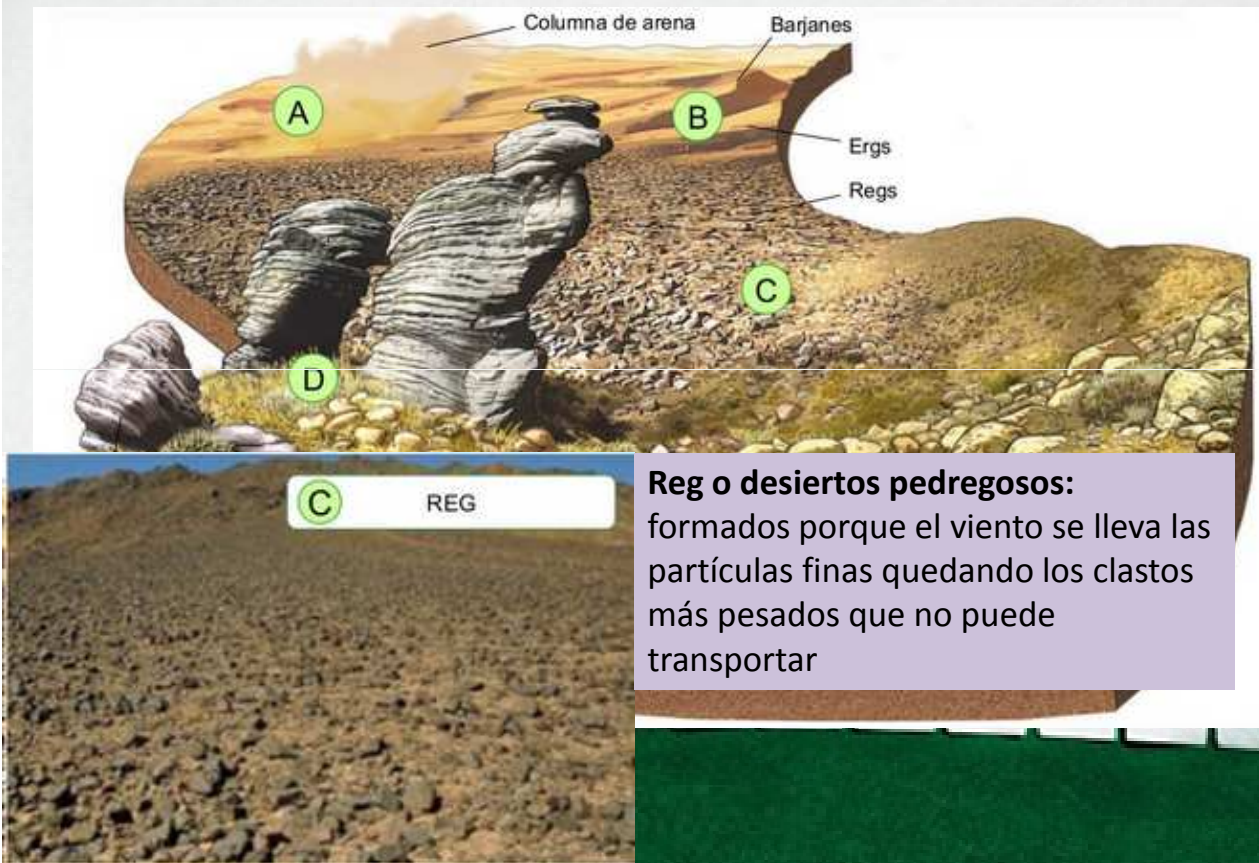 Columna de arena
Barjanes
A
B
Ergs
Regs
C
D
C REG
Reg o desiertos pedregosos:
formados porque el viento se lleva las
partículas finas quedando los clastos
más pesados que no puede
transportar